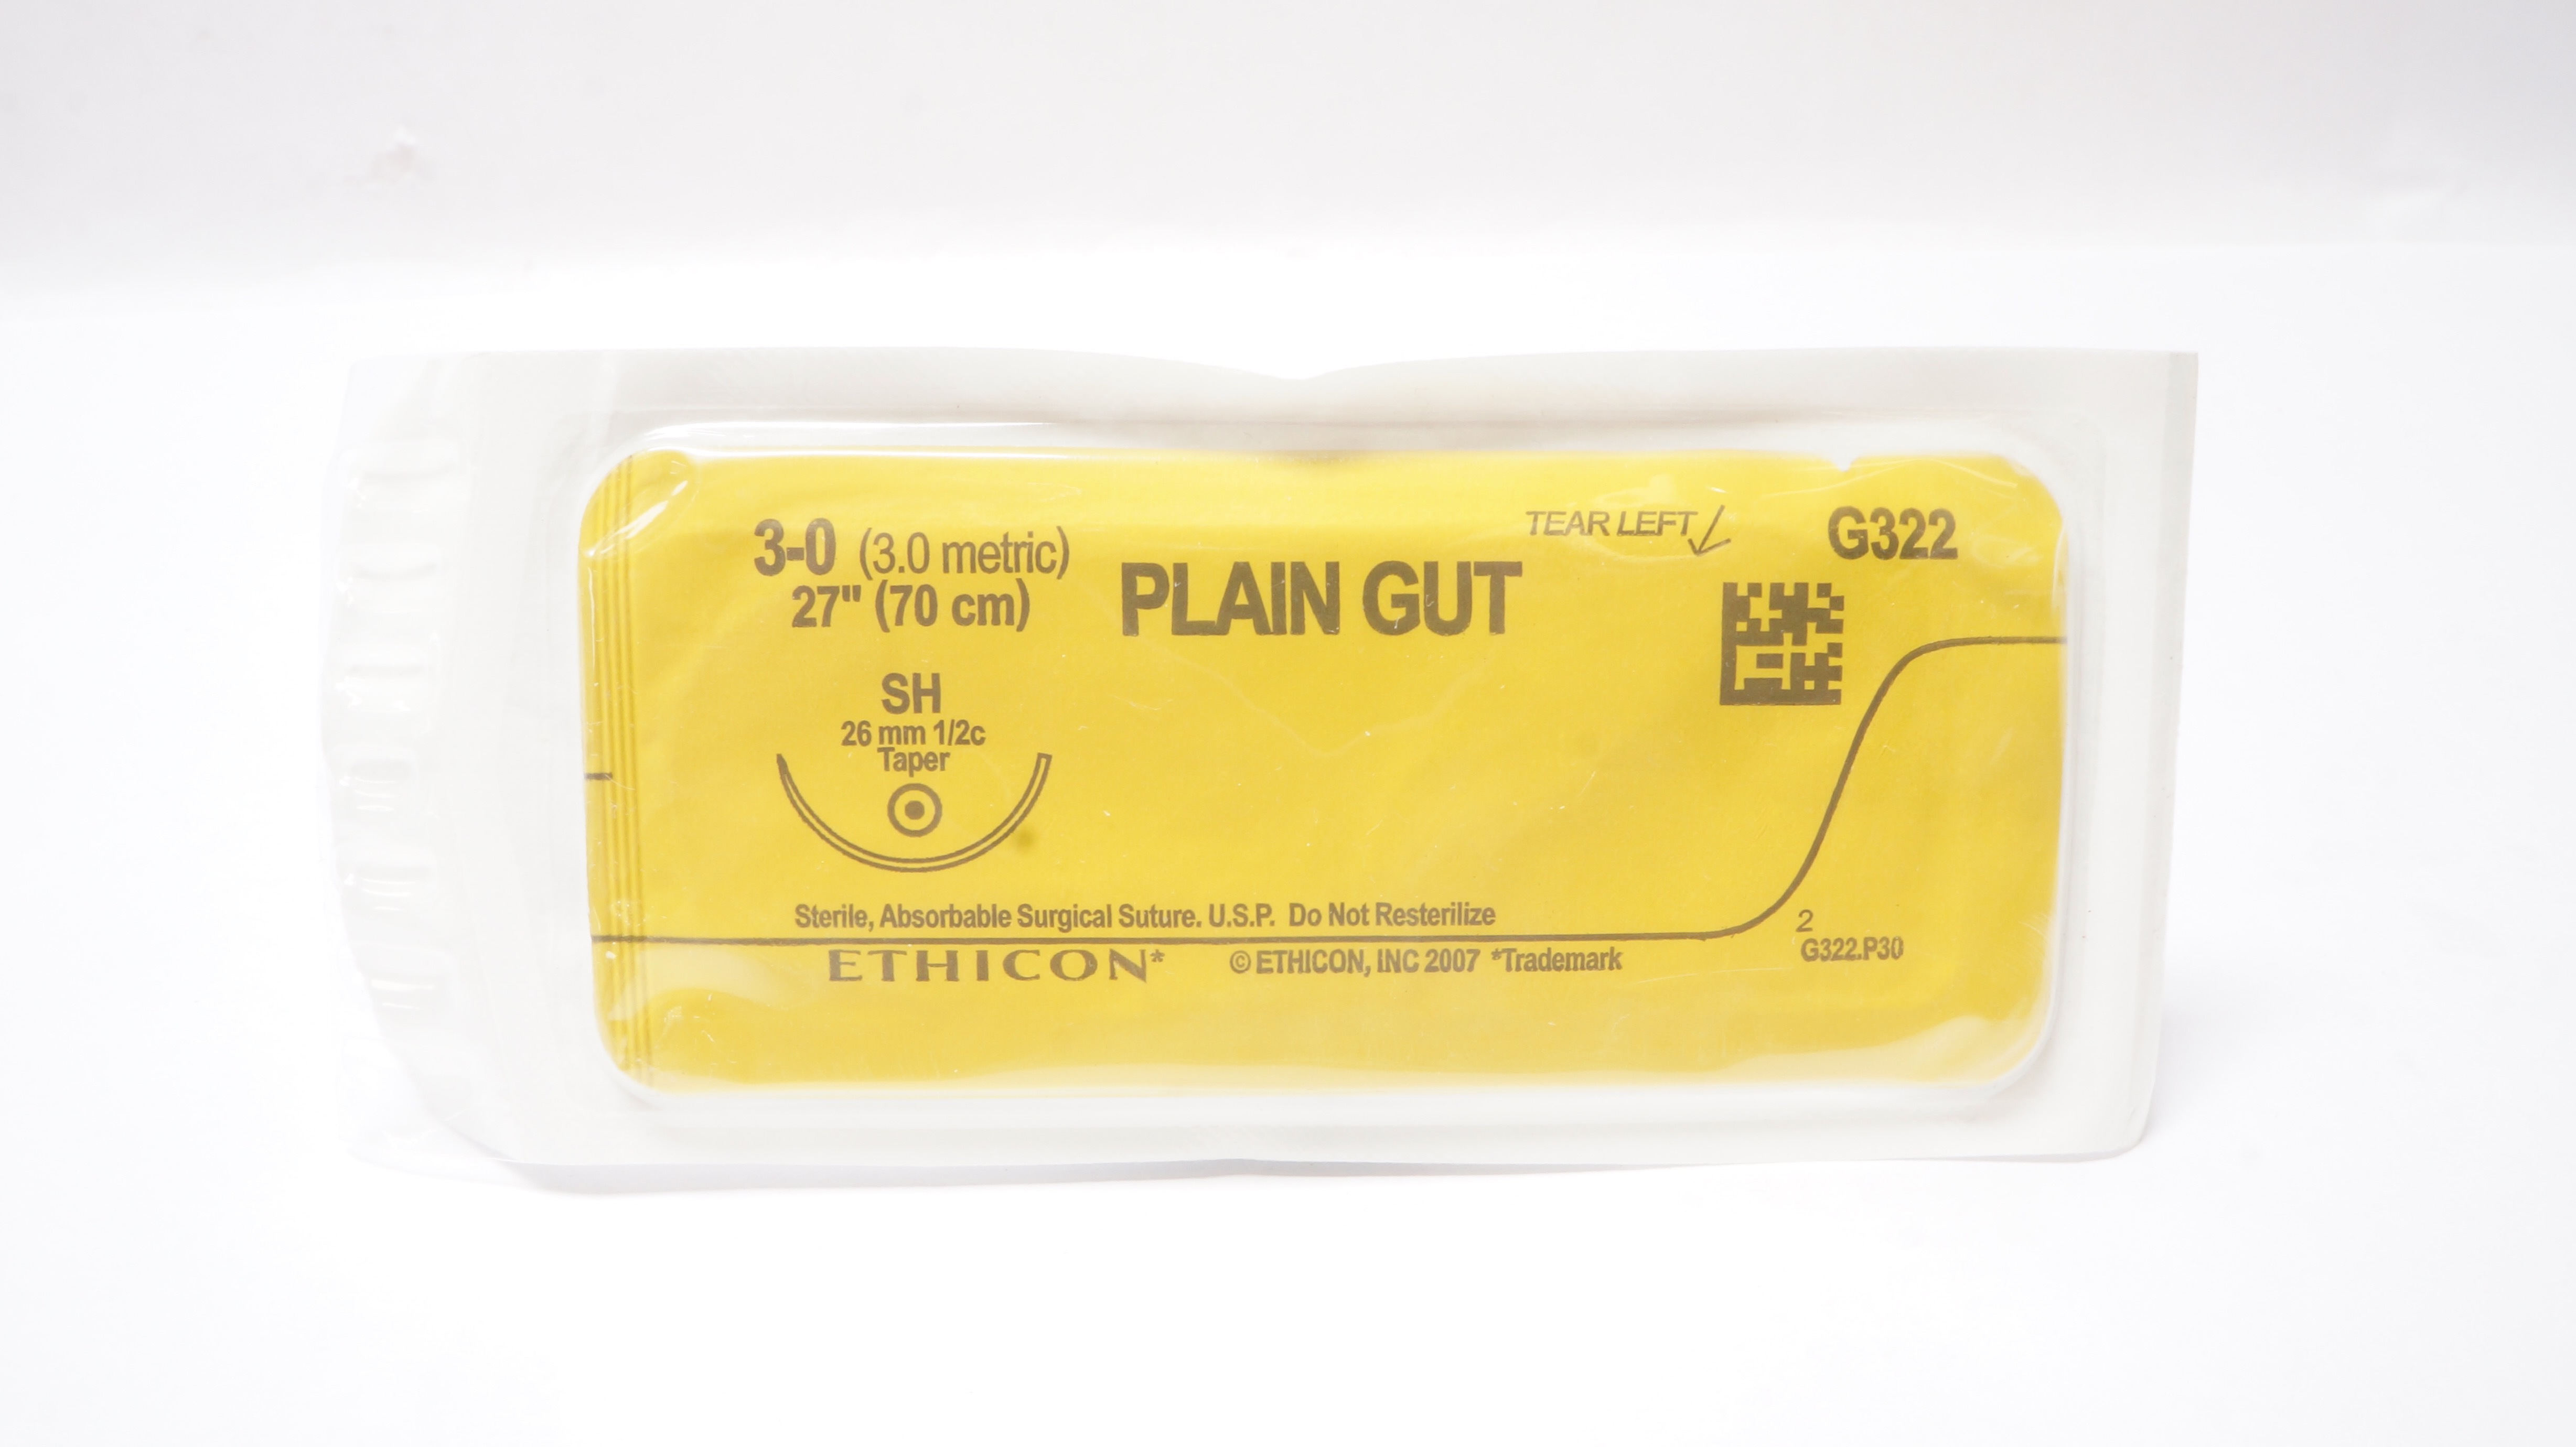 3-0 (3.0 metric)
27" (70 cm)
PLAIN GUT
TEAR LEFT
G322
SH
26 mm 1/2c
Taper
Sterile, Absorbable Surgical Suture. U.S.P. Do Not Resterilize
2
G322.P30
ETHICON* ©ETHICON, INC 2007 *Trademark